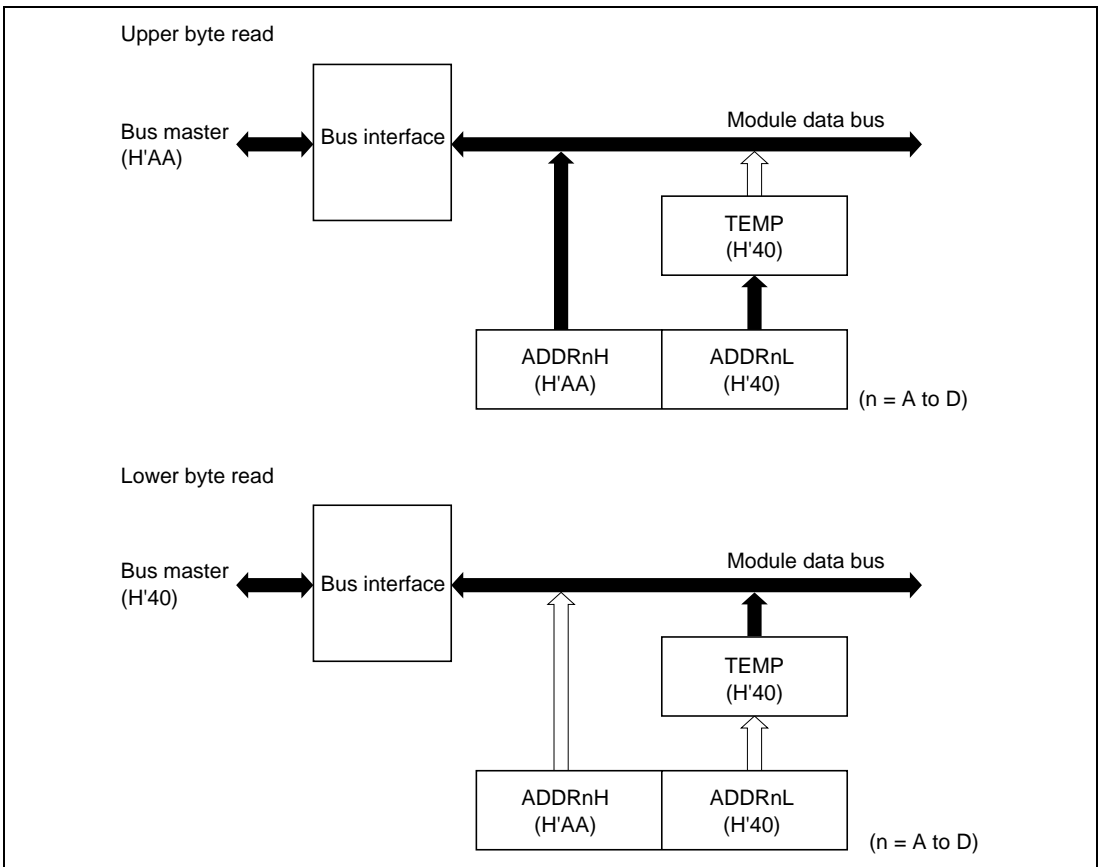 Upper byte read
Bus master
(H'AA)
Bus interface
Module data bus
TEMP
(H'40)
ADDRnH
(H'AA)
ADDRnL
(H'40)
(n = A to D)
Lower byte read
Bus master
(H'40)
Bus interface
Module data bus
TEMP
(H'40)
ADDRnH
(H'AA)
ADDRnL
(H'40)
(n = A to D)